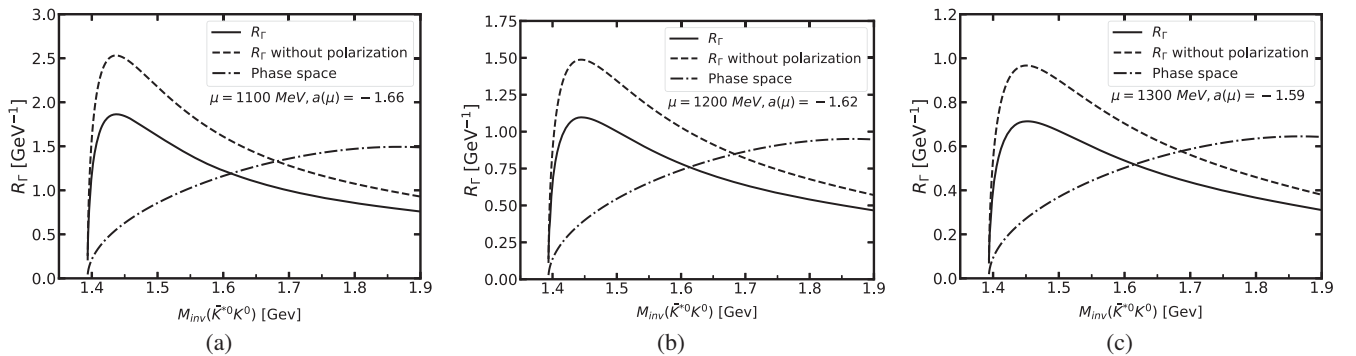 3.0
2.5
2.0
1.5
1.0
0.5
0.0
R_Γ [GeV⁻¹]
R_Γ
R_Γ without polarization
Phase space
μ = 1100 MeV, a(μ) = −1.66
1.4 1.5 1.6 1.7 1.8 1.9
M_inv(K̄*⁰K⁰) [Gev]
(a)
1.75
1.50
1.25
1.00
0.75
0.50
0.25
0.00
R_Γ [GeV⁻¹]
R_Γ
R_Γ without polarization
Phase space
μ = 1200 MeV, a(μ) = −1.62
1.4 1.5 1.6 1.7 1.8 1.9
M_inv(K̄*⁰K⁰) [Gev]
(b)
1.2
1.0
0.8
0.6
0.4
0.2
0.0
R_Γ [GeV⁻¹]
R_Γ
R_Γ without polarization
Phase space
μ = 1300 MeV, a(μ) = −1.59
1.4 1.5 1.6 1.7 1.8 1.9
M_inv(K̄*⁰K⁰) [Gev]
(c)